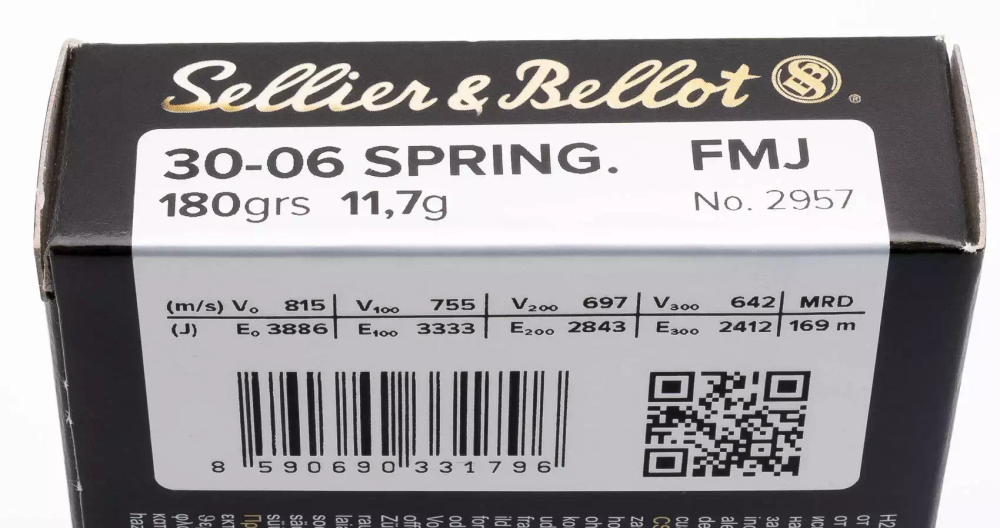 Sellier & Bellot ®
30-06 SPRING. FMJ
180grs 11,7g No. 2957
(m/s) V₀ 815 V₁₀₀ 755 V₂₀₀ 697 V₃₀₀ 642 MRD
(J) E₀ 3886 E₁₀₀ 3333 E₂₀₀ 2843 E₃₀₀ 2412 169 m
8 590690 331796